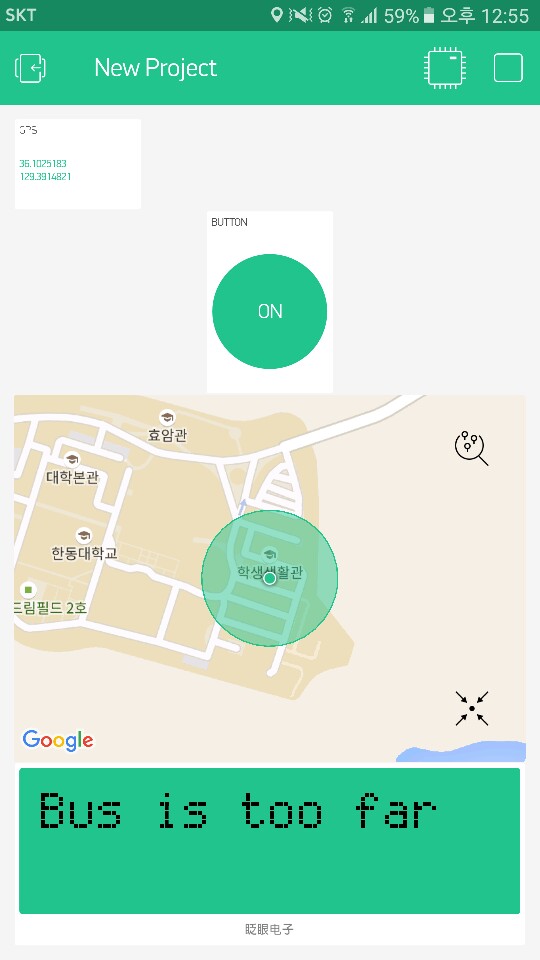 SKT 59% 오후 12:55
New Project
GPS
36.1025183
129.3914821
BUTTON
ON
효암관
대학본관
한동대학교
학생생활관
드림필드 2호
Google
Bus is too far
眨眼电子